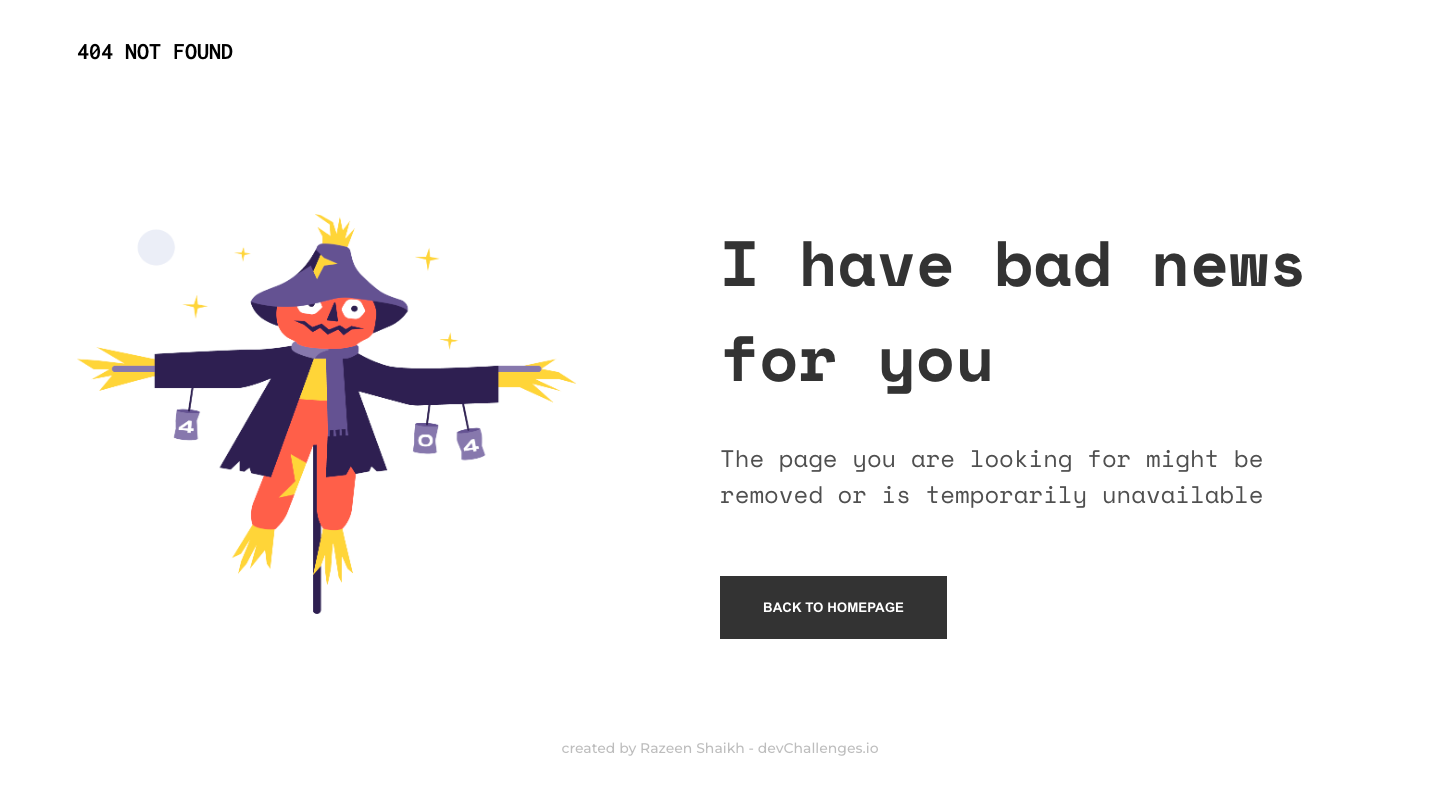 404 NOT FOUND
4
0
4
I have bad news
for you
The page you are looking for might be
removed or is temporarily unavailable
BACK TO HOMEPAGE
created by Razeen Shaikh - devChallenges.io